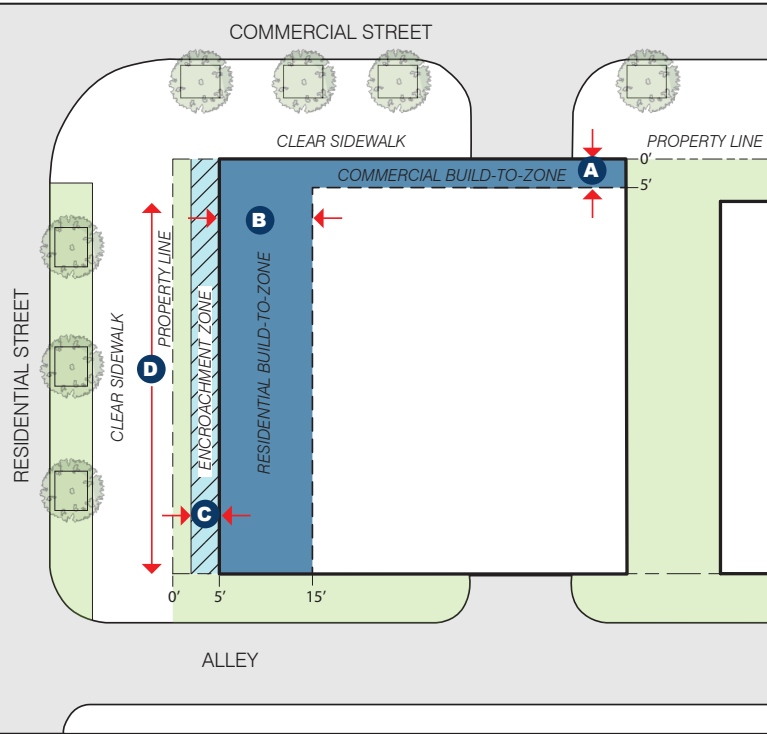 COMMERCIAL STREET
CLEAR SIDEWALK
PROPERTY LINE
0’
A
COMMERCIAL BUILD-TO-ZONE
5’
B
PROPERTY LINE
RESIDENTIAL STREET
CLEAR SIDEWALK
D
ENCROACHMENT ZONE
RESIDENTIAL BUILD-TO-ZONE
C
0’ 5’ 15’
ALLEY